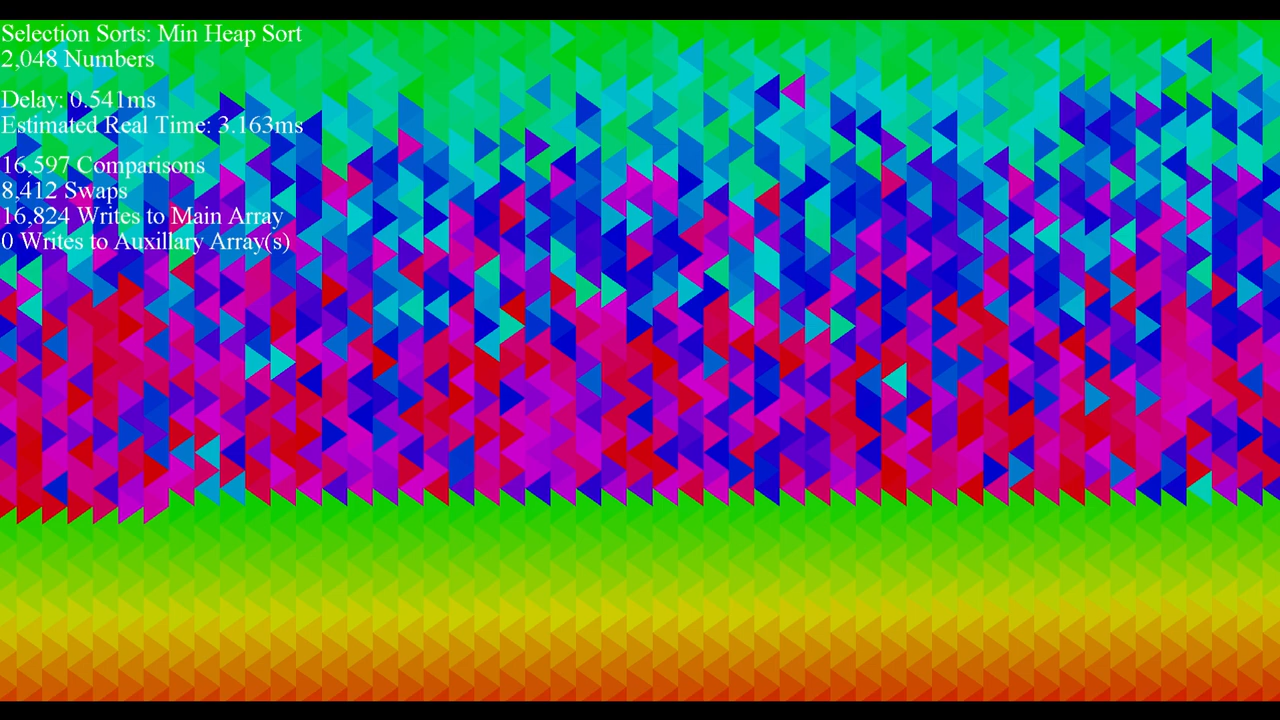 Selection Sorts: Min Heap Sort
2,048 Numbers
Delay: 0.541ms
Estimated Real Time: 3.163ms
16,597 Comparisons
8,412 Swaps
16,824 Writes to Main Array
0 Writes to Auxillary Array(s)